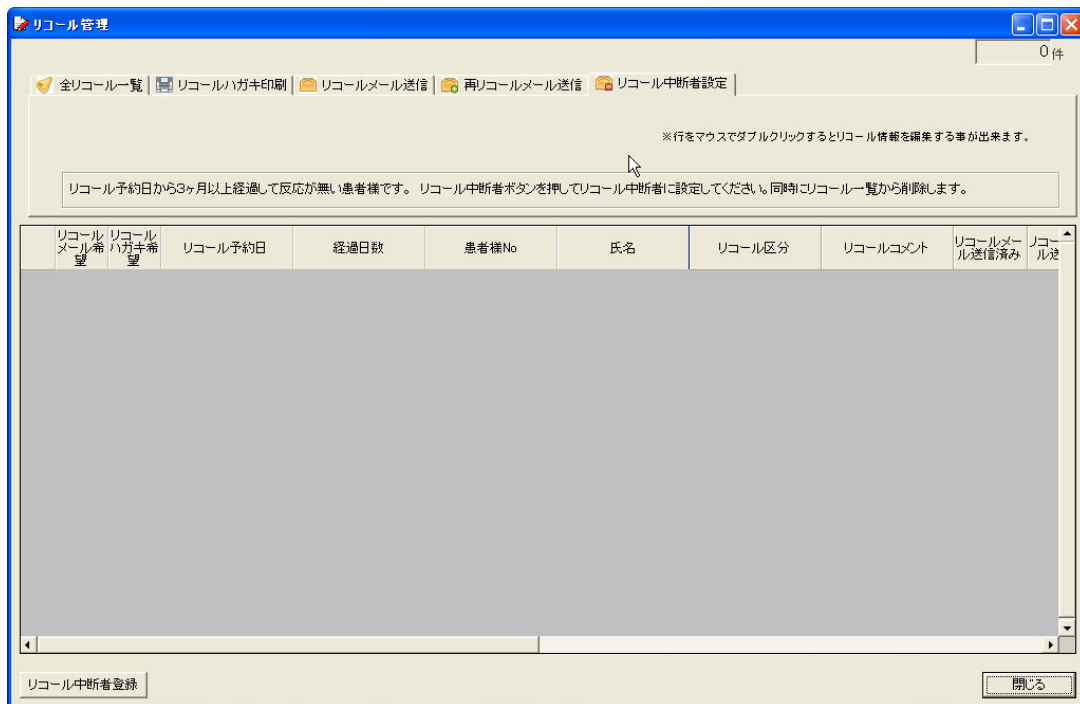 リコール管理
0件
全リコール一覧 リコールハガキ印刷 リコールメール送信 再リコールメール送信 リコール中断者設定
※行をマウスでダブルクリックするとリコール情報を編集する事が出来ます。
リコール予約日から3ヶ月以上経過して反応が無い患者様です。 リコール中断者ボタンを押してリコール中断者に設定してください。同時にリコール一覧から削除します。
リコールメール希望 リコールハガキ希望 リコール予約日 経過日数 患者様No 氏名 リコール区分 リコールコメント リコールメール送信済み リコール送
リコール中断者登録 閉じる